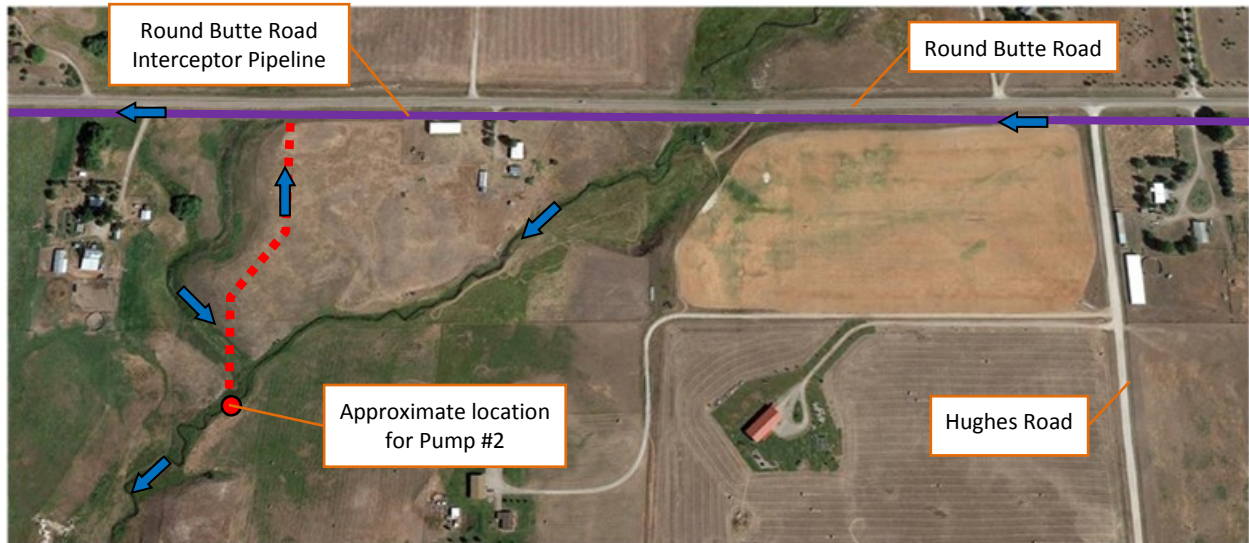 Round Butte Road
Interceptor Pipeline
Round Butte Road
Approximate location
for Pump #2
Hughes Road